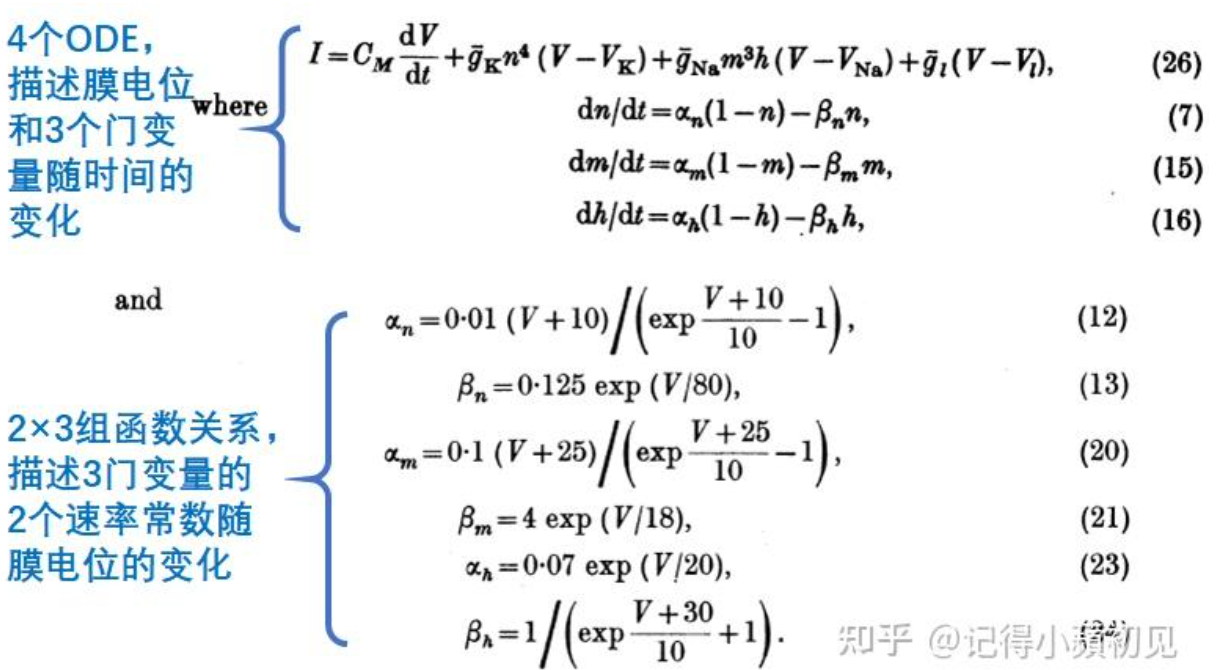 4个ODE，
描述膜电位
和3个门变
量随时间的
变化
where
I = C_M dV/dt + ḡ_K n⁴ (V − V_K) + ḡ_Na m³h (V − V_Na) + ḡ_l (V − V_l), (26)
dn/dt = α_n(1 − n) − β_n n, (7)
dm/dt = α_m(1 − m) − β_m m, (15)
dh/dt = α_h(1 − h) − β_h h, (16)
and
2×3组函数关系，
描述3门变量的
2个速率常数随
膜电位的变化
α_n = 0·01 (V + 10) / (exp (V + 10)/10 − 1), (12)
β_n = 0·125 exp (V/80), (13)
α_m = 0·1 (V + 25) / (exp (V + 25)/10 − 1), (20)
β_m = 4 exp (V/18), (21)
α_h = 0·07 exp (V/20), (23)
β_h = 1 / (exp (V + 30)/10 + 1).
知乎 @记得小蘋初见